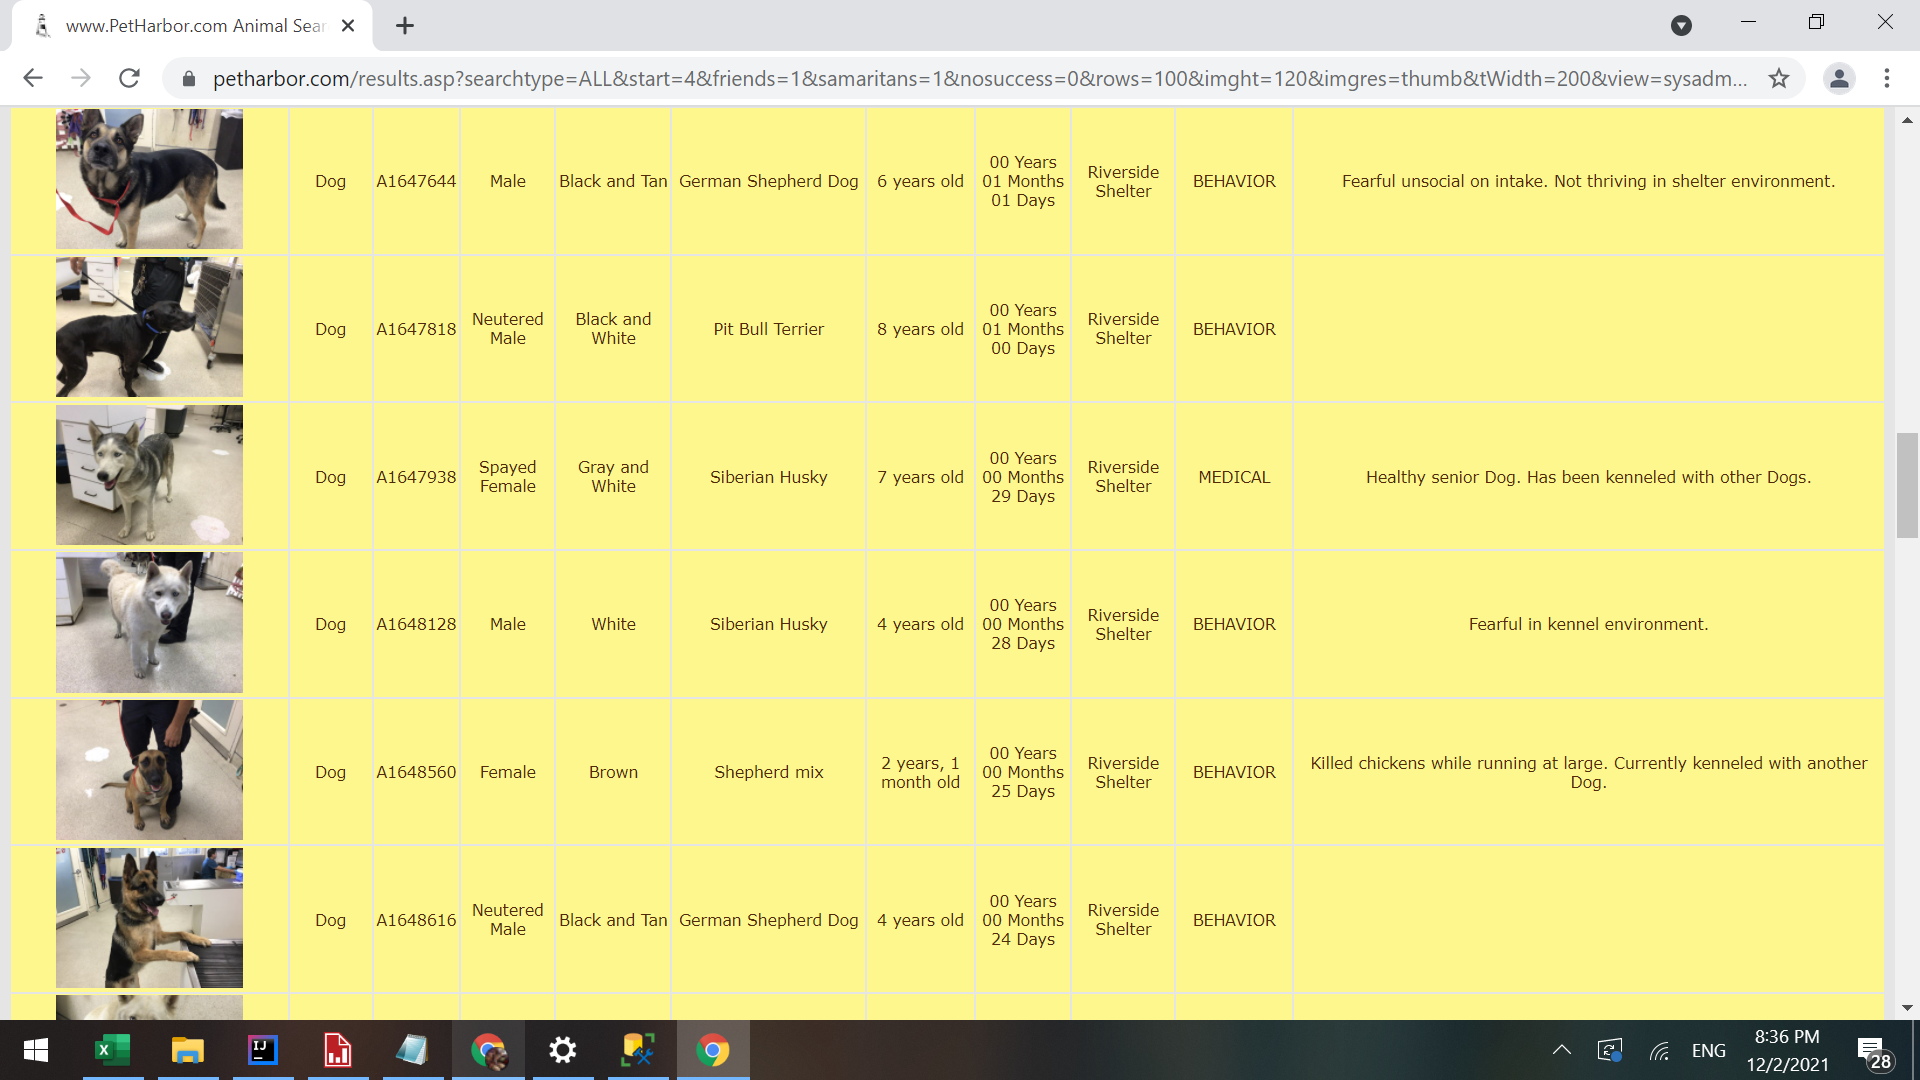 www.PetHarbor.com Animal Sear
petharbor.com/results.asp?searchtype=ALL&start=4&friends=1&samaritans=1&nosuccess=0&rows=100&imght=120&imgres=thumb&tWidth=200&view=sysadm...
Dog A1647644 Male Black and Tan German Shepherd Dog 6 years old 00 Years 01 Months 01 Days Riverside Shelter BEHAVIOR Fearful unsocial on intake. Not thriving in shelter environment.
Dog A1647818 Neutered Male Black and White Pit Bull Terrier 8 years old 00 Years 01 Months 00 Days Riverside Shelter BEHAVIOR
Dog A1647938 Spayed Female Gray and White Siberian Husky 7 years old 00 Years 00 Months 29 Days Riverside Shelter MEDICAL Healthy senior Dog. Has been kenneled with other Dogs.
Dog A1648128 Male White Siberian Husky 4 years old 00 Years 00 Months 28 Days Riverside Shelter BEHAVIOR Fearful in kennel environment.
Dog A1648560 Female Brown Shepherd mix 2 years, 1 month old 00 Years 00 Months 25 Days Riverside Shelter BEHAVIOR Killed chickens while running at large. Currently kenneled with another Dog.
Dog A1648616 Neutered Male Black and Tan German Shepherd Dog 4 years old 00 Years 00 Months 24 Days Riverside Shelter BEHAVIOR
X
IJ
ENG
8:36 PM
12/2/2021
28